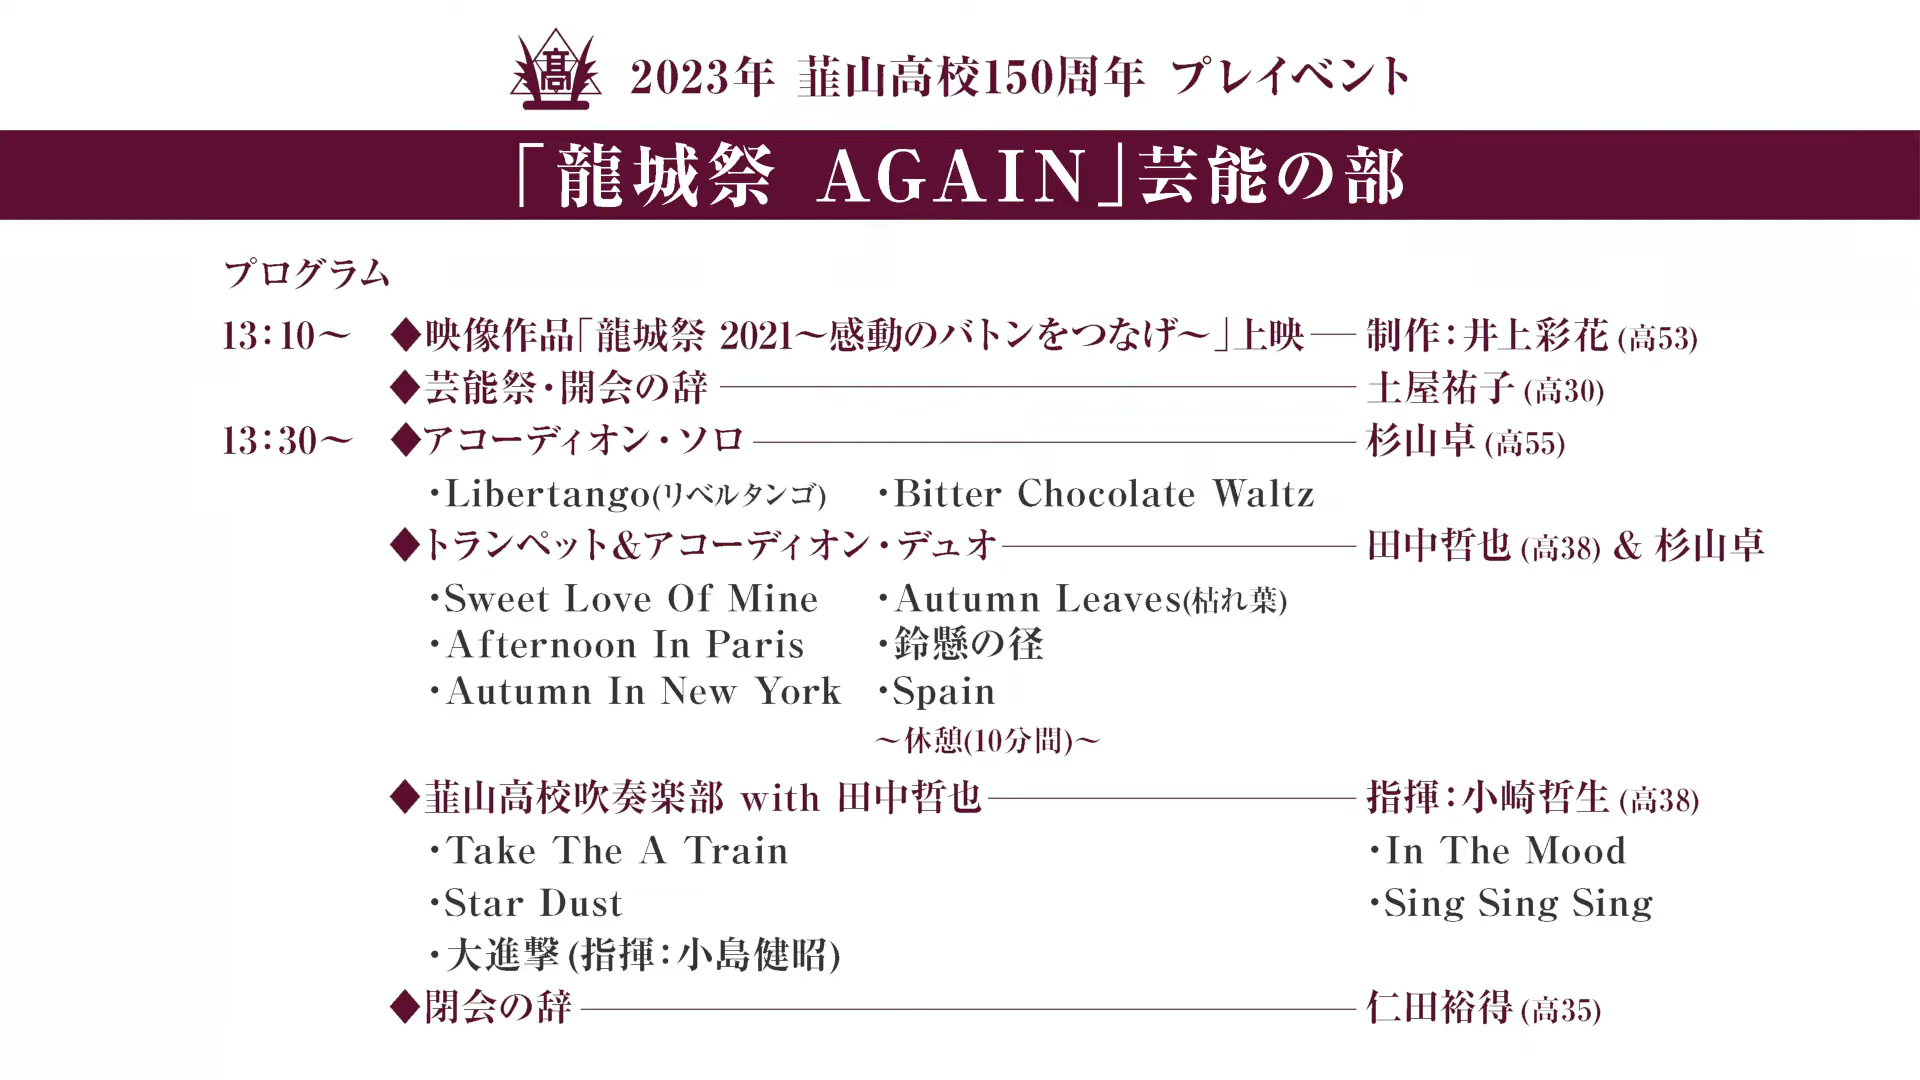 高
2023年 韮山高校150周年 プレイベント
「龍城祭 AGAIN」芸能の部
プログラム
13:10〜 ◆映像作品「龍城祭 2021〜感動のバトンをつなげ〜」上映 制作：井上彩花(高53)
◆芸能祭・開会の辞 土屋祐子(高30)
13:30〜 ◆アコーディオン・ソロ 杉山卓(高55)
・Libertango(リベルタンゴ) ・Bitter Chocolate Waltz
◆トランペット&アコーディオン・デュオ 田中哲也(高38) & 杉山卓
・Sweet Love Of Mine ・Autumn Leaves(枯れ葉)
・Afternoon In Paris ・鈴懸の径
・Autumn In New York ・Spain
〜休憩(10分間)〜
◆韮山高校吹奏楽部 with 田中哲也 指揮：小崎哲生(高38)
・Take The A Train ・In The Mood
・Star Dust ・Sing Sing Sing
・大進撃(指揮：小島健昭)
◆閉会の辞 仁田裕得(高35)